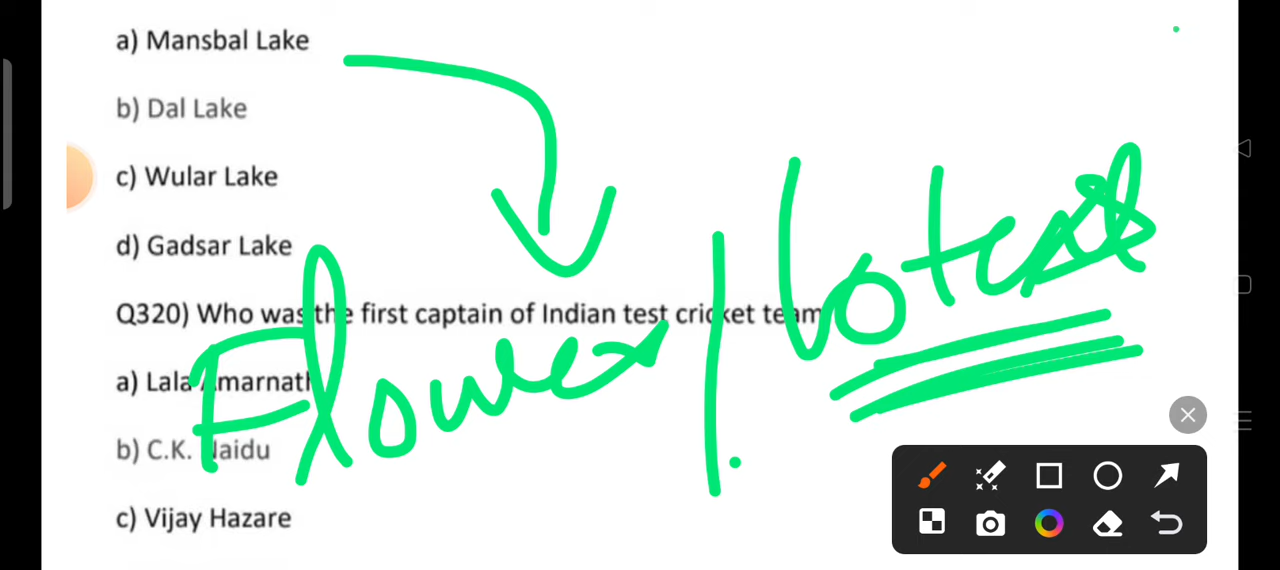 a) Mansbal Lake
b) Dal Lake
c) Wular Lake
d) Gadsar Lake
Q320) Who was the first captain of Indian test cricket team
a) Lala Amarnath
b) C.K. Naidu
c) Vijay Hazare
Flower